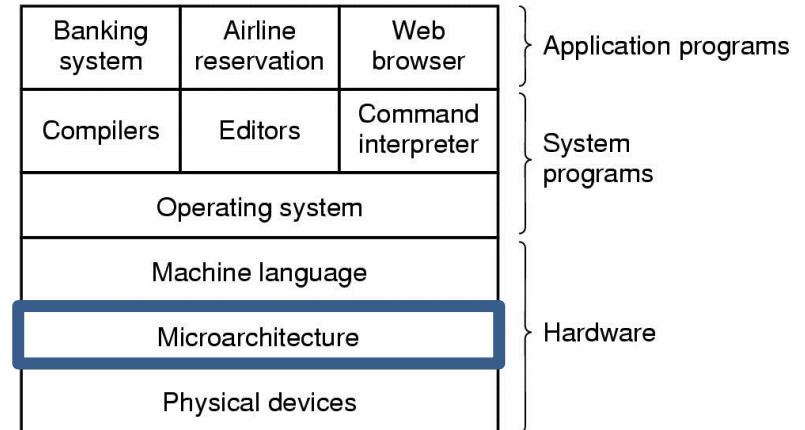 Banking
system
Airline
reservation
Web
browser
Application programs
Compilers
Editors
Command
interpreter
System
programs
Operating system
Machine language
Microarchitecture
Hardware
Physical devices